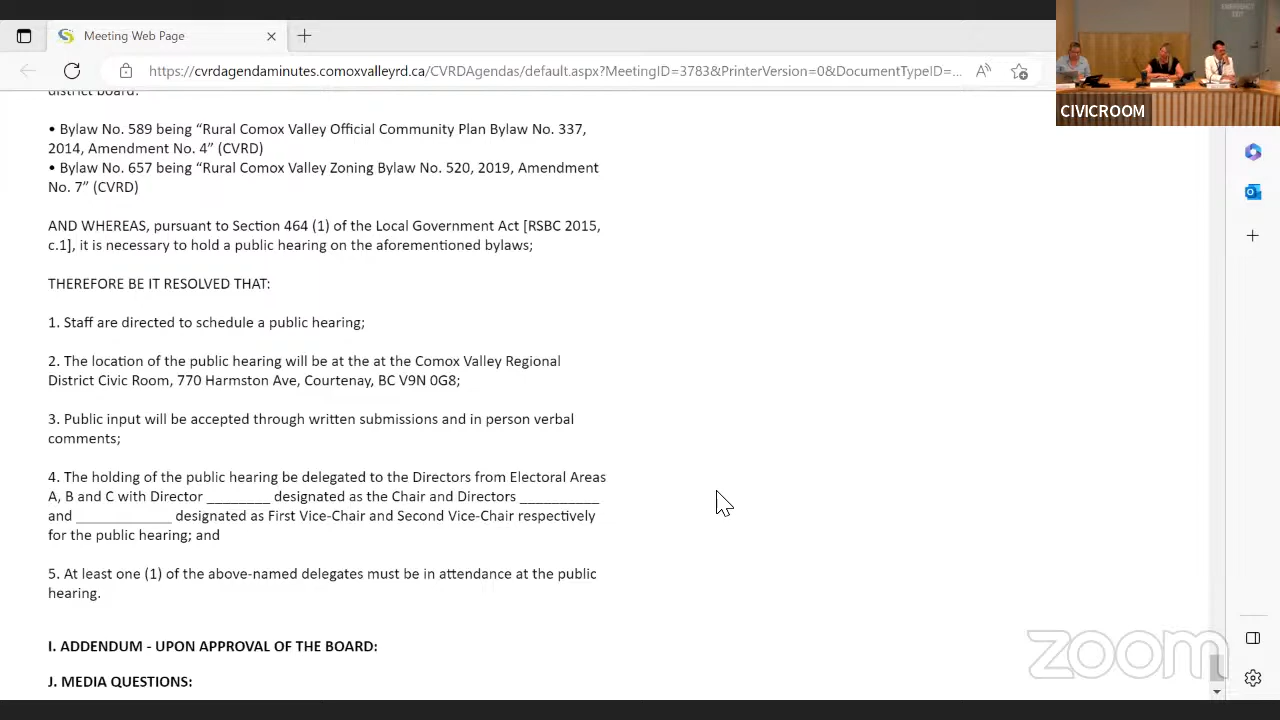 Meeting Web Page
https://cvrdagendaminutes.comoxvalleyrd.ca/CVRDAgendas/default.aspx?MeetingID=3783&PrinterVersion=0&DocumentTypeID=...
EMERGENCY EXIT
CIVICROOM
district board:
• Bylaw No. 589 being “Rural Comox Valley Official Community Plan Bylaw No. 337,
2014, Amendment No. 4” (CVRD)
• Bylaw No. 657 being “Rural Comox Valley Zoning Bylaw No. 520, 2019, Amendment
No. 7” (CVRD)
AND WHEREAS, pursuant to Section 464 (1) of the Local Government Act [RSBC 2015,
c.1], it is necessary to hold a public hearing on the aforementioned bylaws;
THEREFORE BE IT RESOLVED THAT:
1. Staff are directed to schedule a public hearing;
2. The location of the public hearing will be at the at the Comox Valley Regional
District Civic Room, 770 Harmston Ave, Courtenay, BC V9N 0G8;
3. Public input will be accepted through written submissions and in person verbal
comments;
4. The holding of the public hearing be delegated to the Directors from Electoral Areas
A, B and C with Director ________ designated as the Chair and Directors __________
and ____________ designated as First Vice-Chair and Second Vice-Chair respectively
for the public hearing; and
5. At least one (1) of the above-named delegates must be in attendance at the public
hearing.
I. ADDENDUM - UPON APPROVAL OF THE BOARD:
J. MEDIA QUESTIONS:
zoom